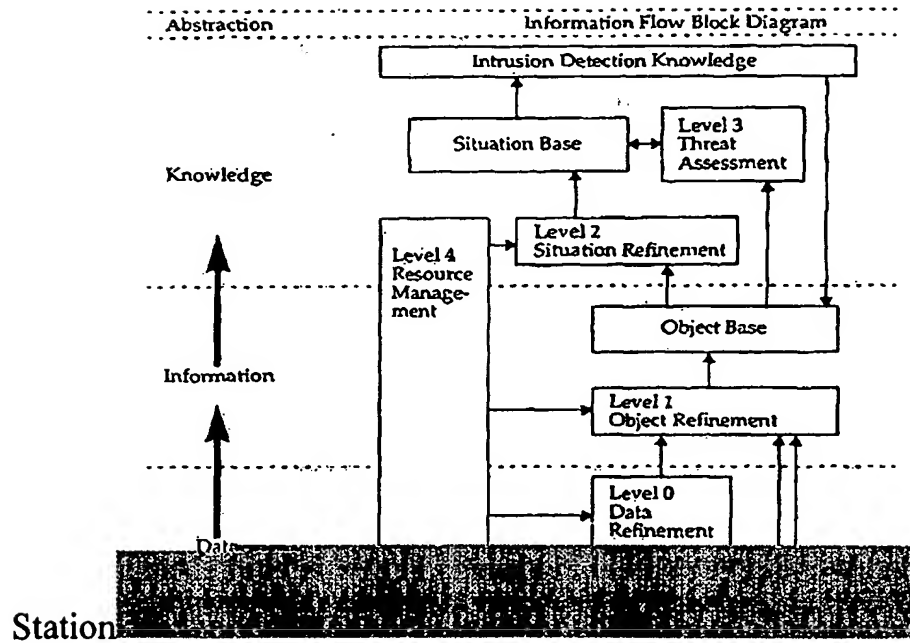 Abstraction
Information Flow Block Diagram
Intrusion Detection Knowledge
Situation Base
Level 3
Threat
Assessment
Knowledge
Level 2
Situation Refinement
Level 4
Resource
Manage-
ment
Object Base
Information
Level 1
Object Refinement
Level 0
Data
Refinement
Data
Station